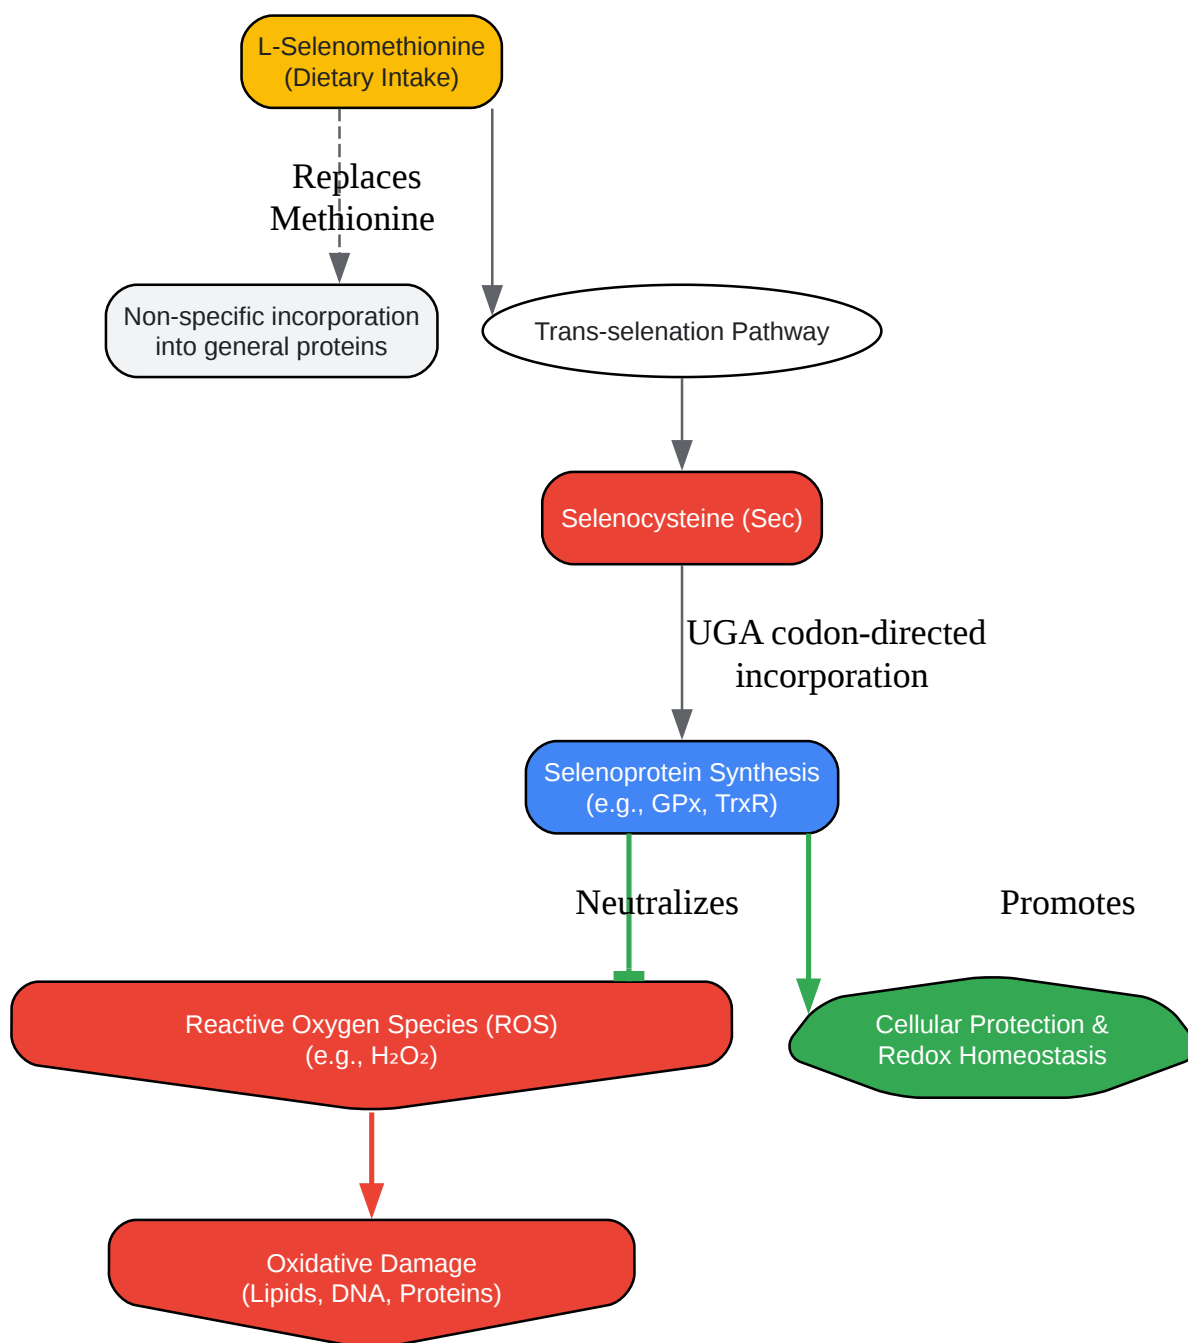 L-Selenomethionine
(Dietary Intake)
Replaces
Methionine
Non-specific incorporation
into general proteins
Trans-selenation Pathway
Selenocysteine (Sec)
UGA codon-directed
incorporation
Selenoprotein Synthesis
(e.g., GPx, TrxR)
Neutralizes
Promotes
Reactive Oxygen Species (ROS)
(e.g., H₂O₂)
Cellular Protection &
Redox Homeostasis
Oxidative Damage
(Lipids, DNA, Proteins)